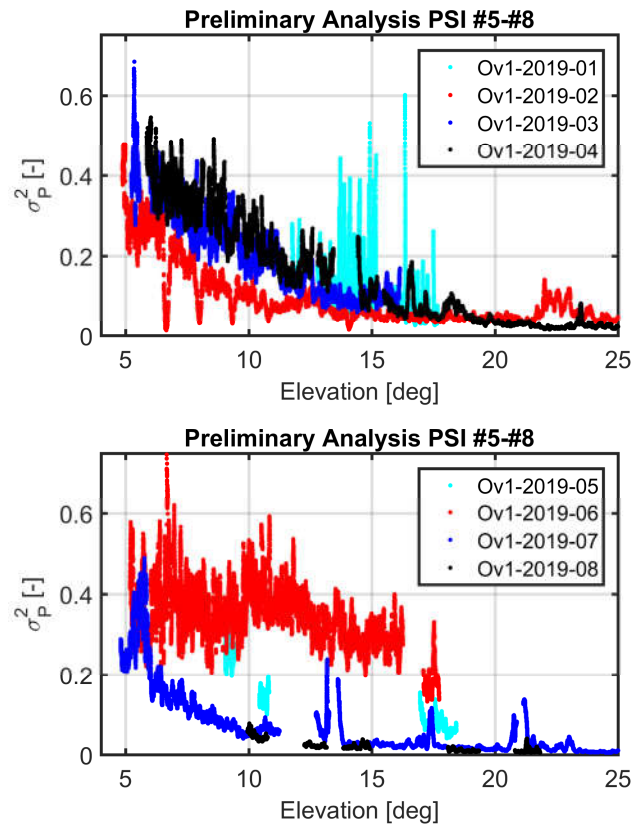 Preliminary Analysis PSI #5-#8
0.6
0.4
0.2
0
σ²P [-]
Ov1-2019-01
Ov1-2019-02
Ov1-2019-03
Ov1-2019-04
5 10 15 20 25
Elevation [deg]
Preliminary Analysis PSI #5-#8
0.6
0.4
0.2
0
σ²P [-]
Ov1-2019-05
Ov1-2019-06
Ov1-2019-07
Ov1-2019-08
5 10 15 20 25
Elevation [deg]